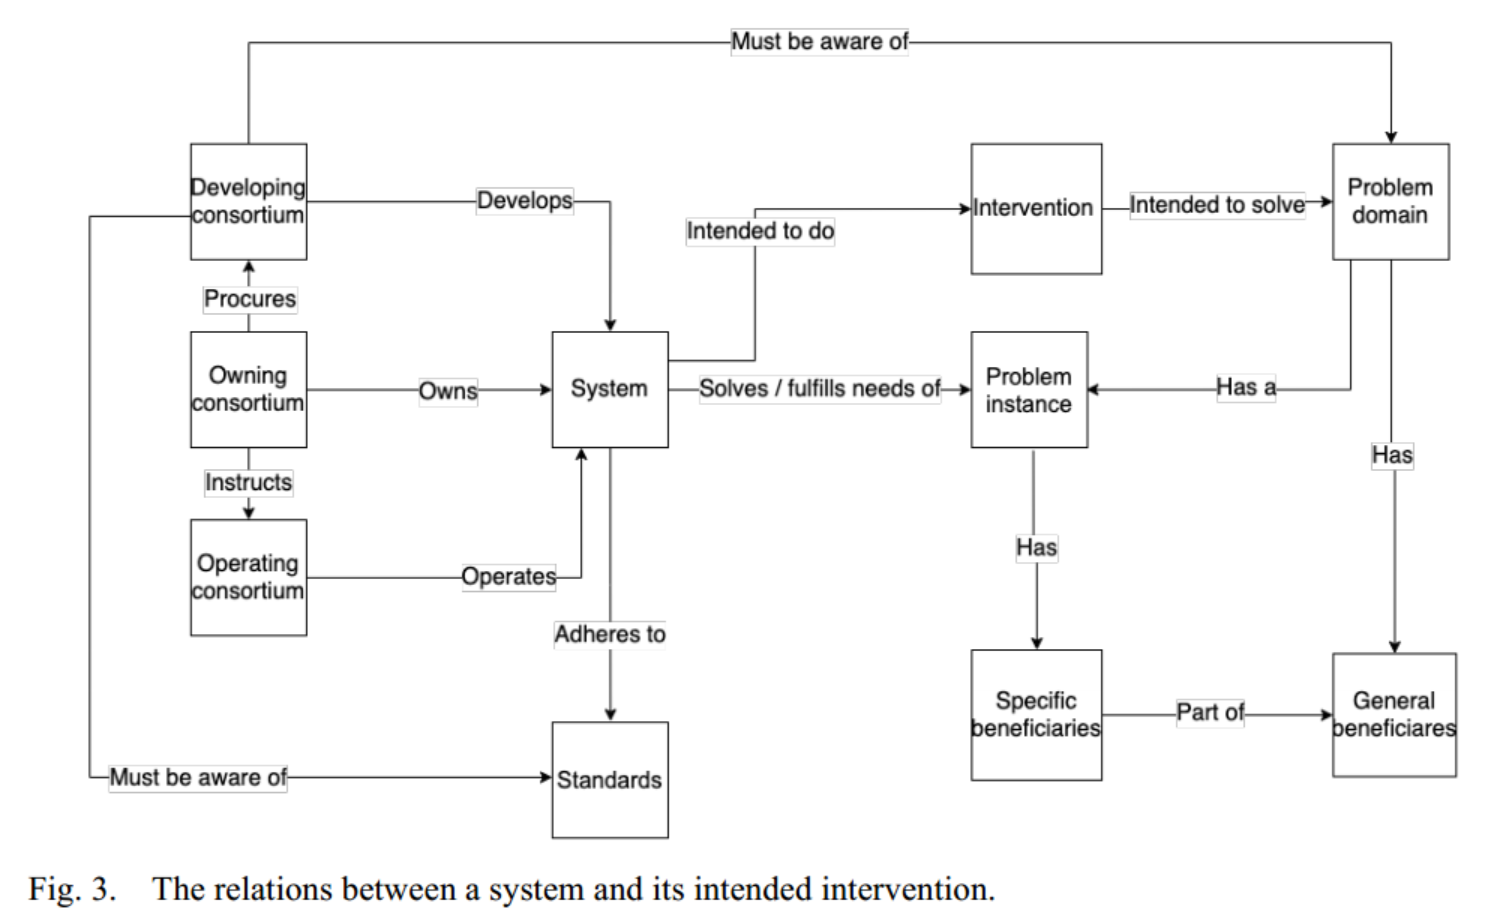 Must be aware of
Developing
consortium
Develops
Intended to do
Intervention
Intended to solve
Problem
domain
Procures
Owning
consortium
Owns
System
Solves / fulfills needs of
Problem
instance
Has a
Has
Instructs
Operating
consortium
Operates
Has
Adheres to
Specific
beneficiaries
Part of
General
beneficiares
Must be aware of
Standards
Fig. 3. The relations between a system and its intended intervention.